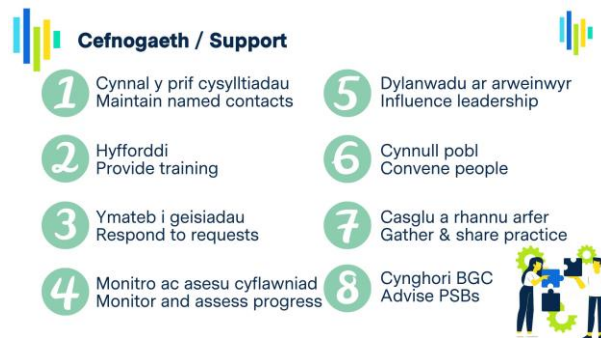 Cefnogaeth / Support
1
Cynnal y prif cysylltiadau
Maintain named contacts
2
Hyfforddi
Provide training
3
Ymateb i geisiadau
Respond to requests
4
Monitro ac asesu cyflawniad
Monitor and assess progress
5
Dylanwadu ar arweinwyr
Influence leadership
6
Cynnull pobl
Convene people
7
Casglu a rhannu arfer
Gather & share practice
8
Cynghori BGC
Advise PSBs